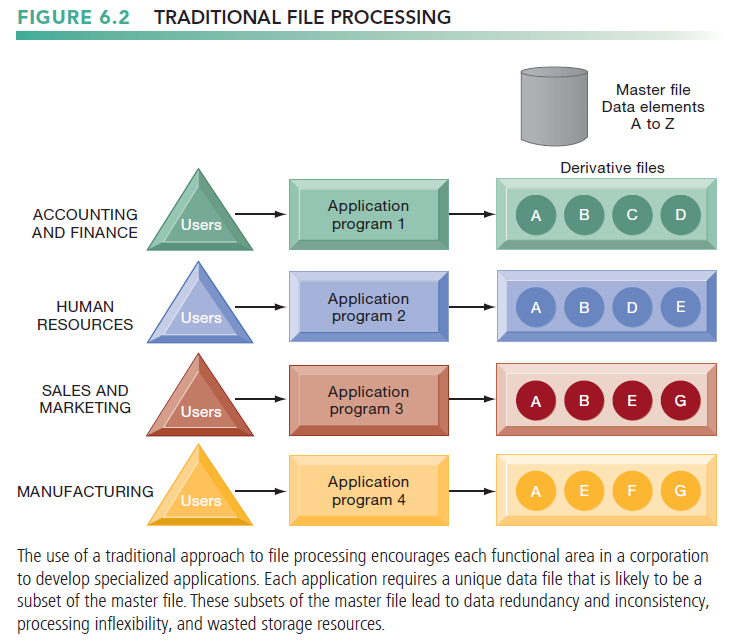 FIGURE 6.2 TRADITIONAL FILE PROCESSING
Master file
Data elements
A to Z
Derivative files
ACCOUNTING
AND FINANCE
Users
Application
program 1
A B C D
HUMAN
RESOURCES
Users
Application
program 2
A B D E
SALES AND
MARKETING
Users
Application
program 3
A B E G
MANUFACTURING
Users
Application
program 4
A E F G
The use of a traditional approach to file processing encourages each functional area in a corporation
to develop specialized applications. Each application requires a unique data file that is likely to be a
subset of the master file. These subsets of the master file lead to data redundancy and inconsistency,
processing inflexibility, and wasted storage resources.